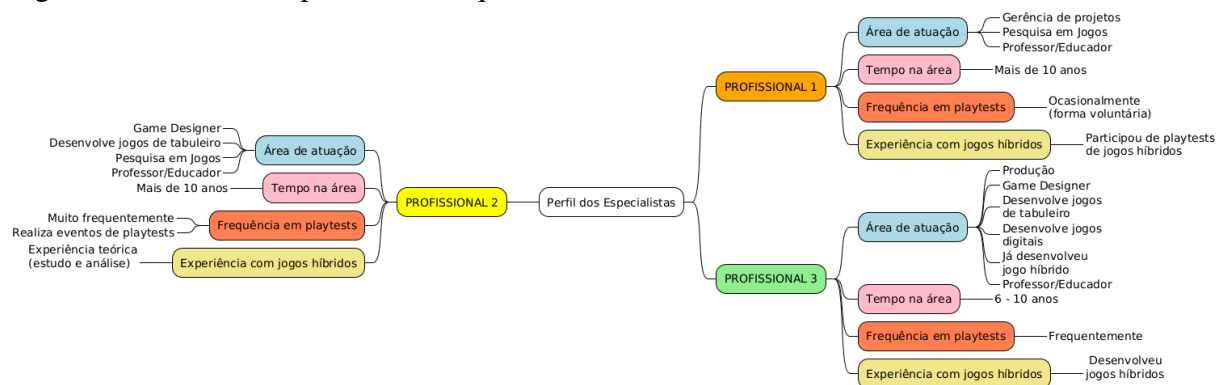 Perfil dos Especialistas
PROFISSIONAL 1
Área de atuação
Gerência de projetos
Pesquisa em Jogos
Professor/Educador
Tempo na área
Mais de 10 anos
Frequência em playtests
Ocasionalmente
(forma voluntária)
Experiência com jogos híbridos
Participou de playtests
de jogos híbridos
PROFISSIONAL 2
Área de atuação
Game Designer
Desenvolve jogos de tabuleiro
Pesquisa em Jogos
Professor/Educador
Tempo na área
Mais de 10 anos
Frequência em playtests
Muito frequentemente
Realiza eventos de playtests
Experiência com jogos híbridos
Experiência teórica
(estudo e análise)
PROFISSIONAL 3
Área de atuação
Produção
Game Designer
Desenvolve jogos
de tabuleiro
Desenvolve jogos
digitais
Já desenvolveu
jogo híbrido
Professor/Educador
Tempo na área
6 - 10 anos
Frequência em playtests
Frequentemente
Experiência com jogos híbridos
Desenvolveu
jogos híbridos